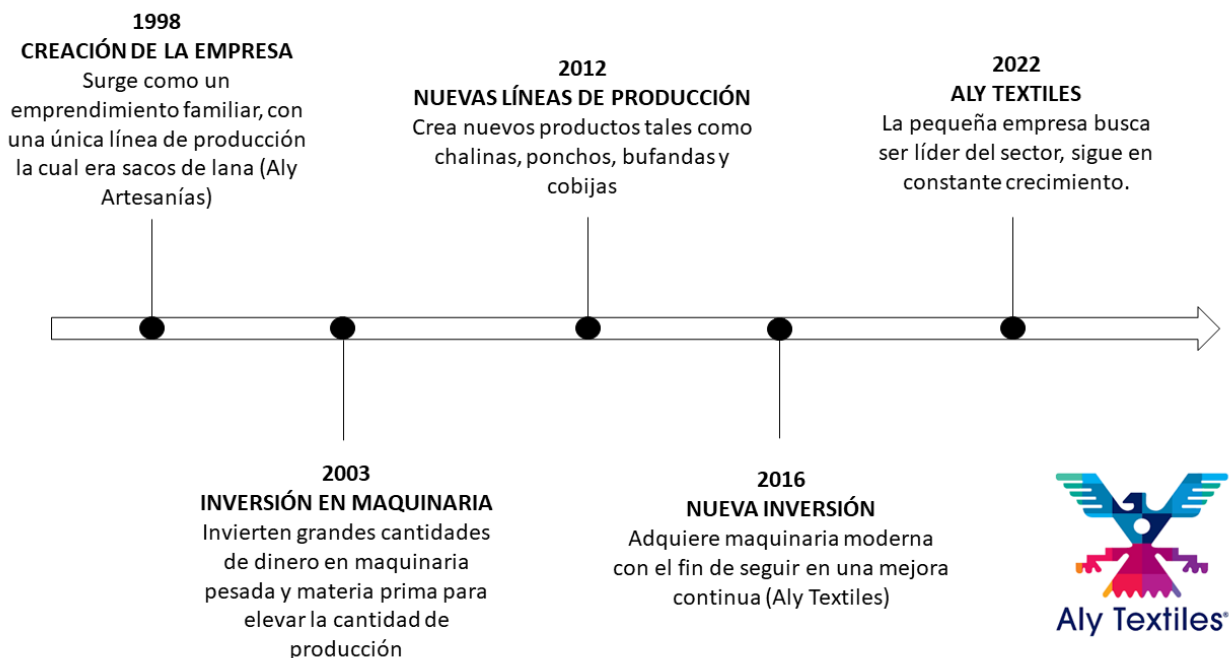 1998
CREACIÓN DE LA EMPRESA
Surge como un
emprendimiento familiar, con
una única línea de producción
la cual era sacos de lana (Aly
Artesanías)
2003
INVERSIÓN EN MAQUINARIA
Invierten grandes cantidades
de dinero en maquinaria
pesada y materia prima para
elevar la cantidad de
producción
2012
NUEVAS LÍNEAS DE PRODUCCIÓN
Crea nuevos productos tales como
chalinas, ponchos, bufandas y
cobijas
2016
NUEVA INVERSIÓN
Adquiere maquinaria moderna
con el fin de seguir en una mejora
continua (Aly Textiles)
2022
ALY TEXTILES
La pequeña empresa busca
ser líder del sector, sigue en
constante crecimiento.
Aly Textiles®